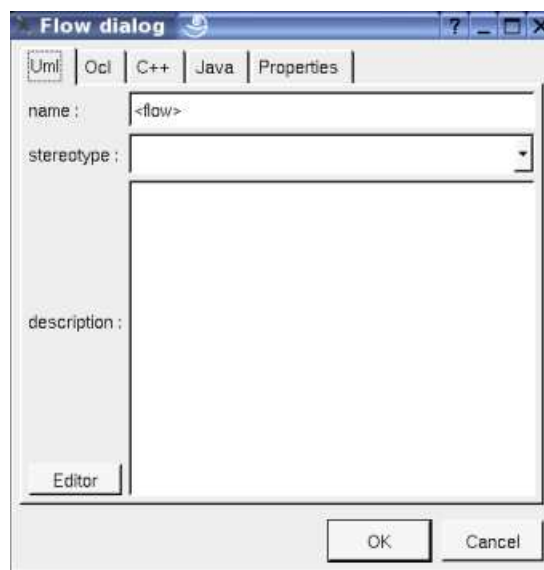 Flow dialog ?
Uml Ocl C++ Java Properties
name : <flow>
stereotype :
description :
Editor
OK Cancel